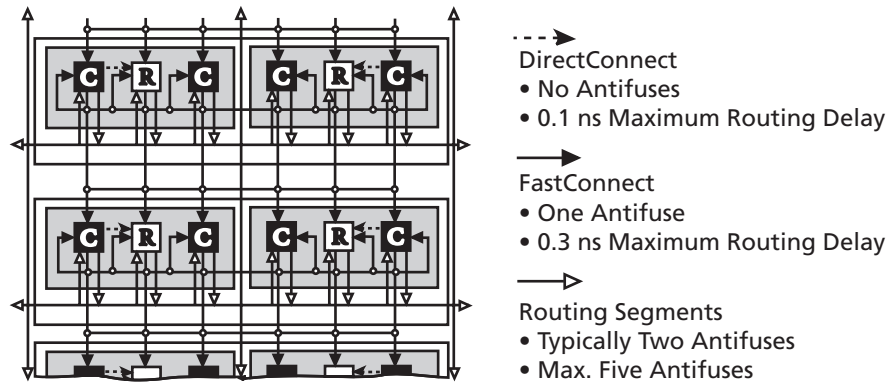 C R C C R C
C R C C R C
DirectConnect
• No Antifuses
• 0.1 ns Maximum Routing Delay
FastConnect
• One Antifuse
• 0.3 ns Maximum Routing Delay
Routing Segments
• Typically Two Antifuses
• Max. Five Antifuses